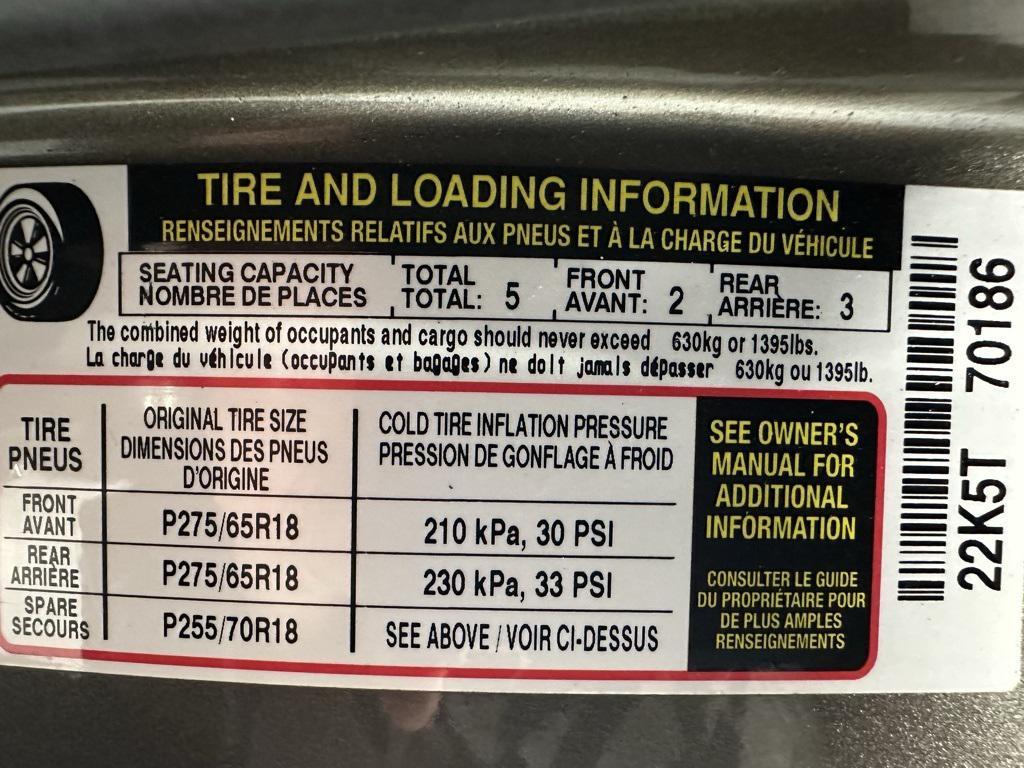 TIRE AND LOADING INFORMATION
RENSEIGNEMENTS RELATIFS AUX PNEUS ET À LA CHARGE DU VÉHICULE
SEATING CAPACITY TOTAL FRONT REAR
NOMBRE DE PLACES TOTAL: 5 AVANT: 2 ARRIÈRE: 3
The combined weight of occupants and cargo should never exceed 630kg or 1395lbs.
La charge du véhicule (occupants et bagages) ne doit jamais dépasser 630kg ou 1395lb.
TIRE
PNEUS
ORIGINAL TIRE SIZE
DIMENSIONS DES PNEUS
D'ORIGINE
COLD TIRE INFLATION PRESSURE
PRESSION DE GONFLAGE À FROID
FRONT
AVANT
P275/65R18
210 kPa, 30 PSI
REAR
ARRIÈRE
P275/65R18
230 kPa, 33 PSI
SPARE
SECOURS
P255/70R18
SEE ABOVE / VOIR CI-DESSUS
SEE OWNER'S
MANUAL FOR
ADDITIONAL
INFORMATION
CONSULTER LE GUIDE
DU PROPRIÉTAIRE POUR
DE PLUS AMPLES
RENSEIGNEMENTS
22K5T 70186